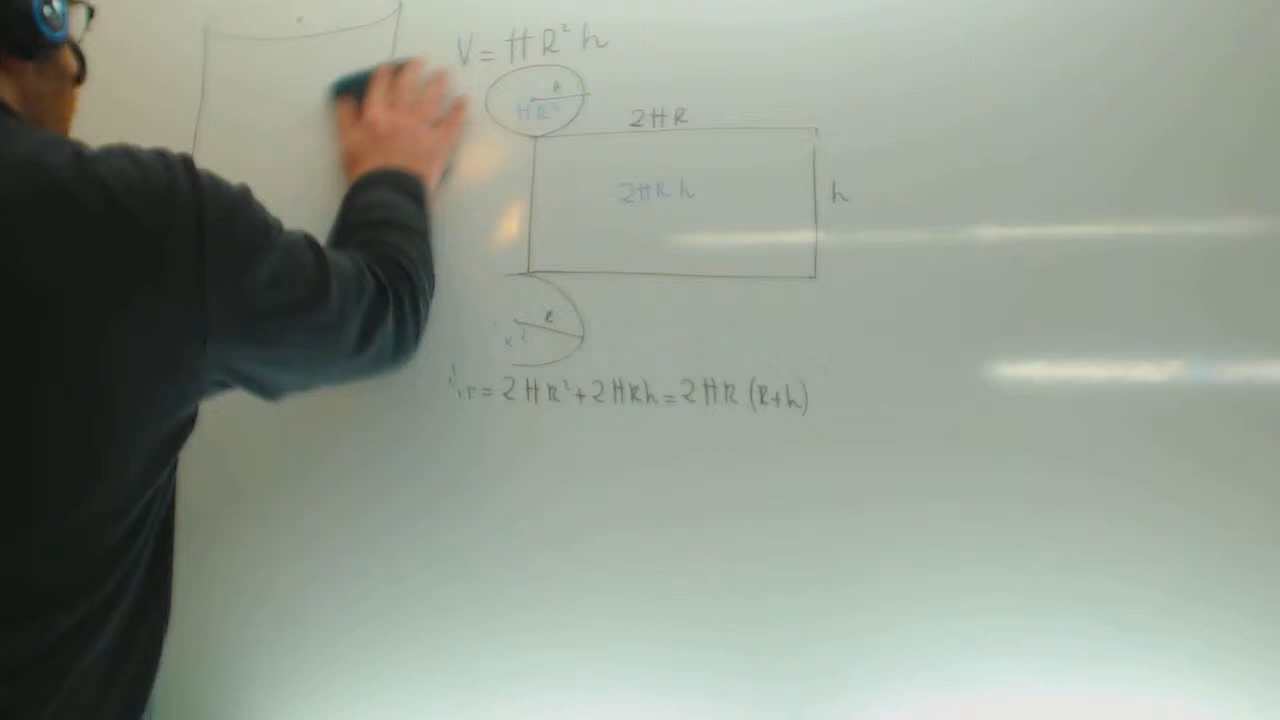 V = πR²h
R
πR²
2πR
2πRh
h
R
r = 2πR² + 2πRh = 2πR (R+h)